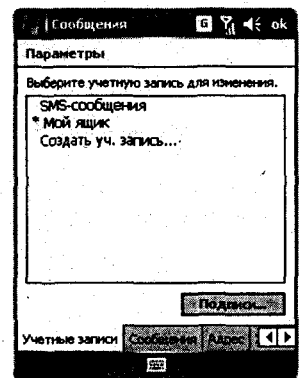 Сообщения G ok
Параметры
Выберите учетную запись для изменения.
SMS-сообщения
* Мой ящик
Создать уч. запись...
Подписи...
Учетные записи Сообщения Адрес